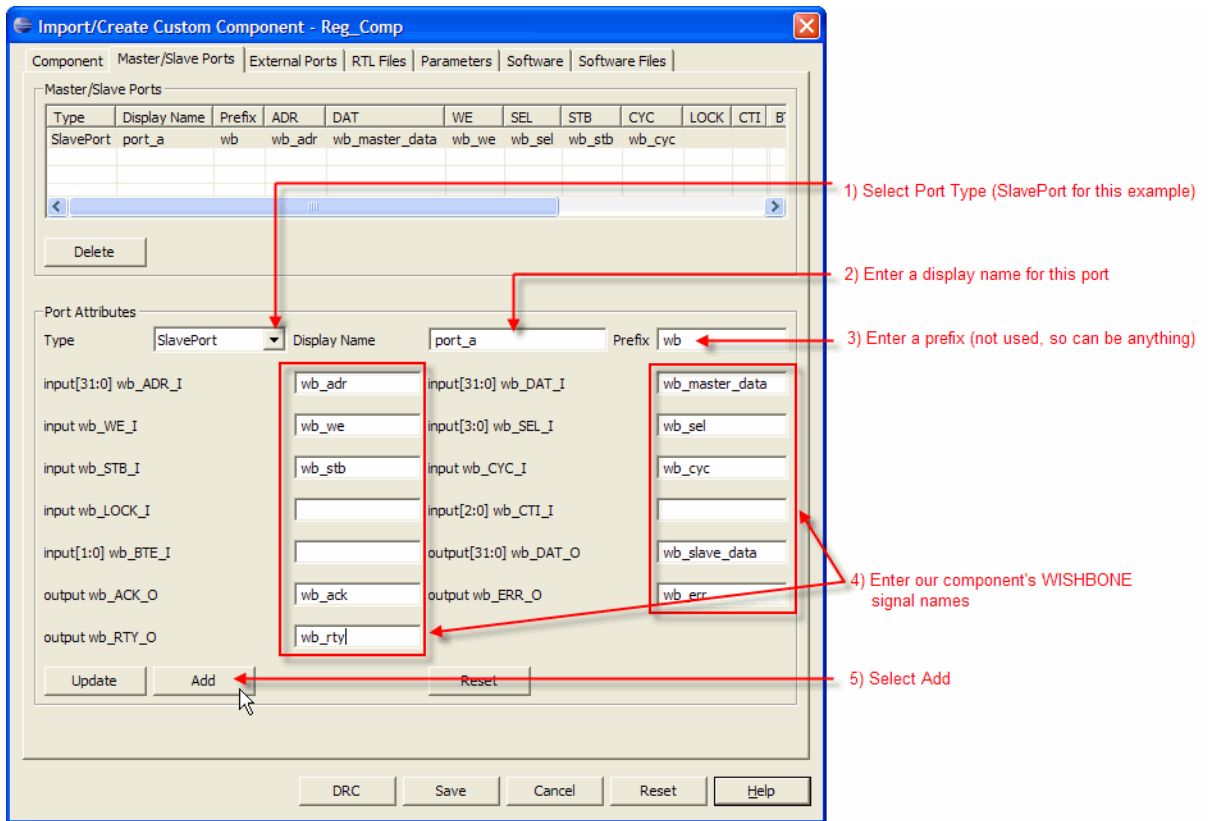 Import/Create Custom Component - Reg_Comp
Component Master/Slave Ports External Ports RTL Files Parameters Software Software Files
Master/Slave Ports
Type Display Name Prefix ADR DAT WE SEL STB CYC LOCK CTI
SlavePort port_a wb wb_adr wb_master_data wb_we wb_sel wb_stb wb_cyc
1) Select Port Type (SlavePort for this example)
Delete
2) Enter a display name for this port
Port Attributes
Type SlavePort Display Name port_a Prefix wb
3) Enter a prefix (not used, so can be anything)
input[31:0] wb_ADR_I wb_adr input[31:0] wb_DAT_I wb_master_data
input wb_WE_I wb_we input[3:0] wb_SEL_I wb_sel
input wb_STB_I wb_stb input wb_CYC_I wb_cyc
input wb_LOCK_I input[2:0] wb_CTI_I
input[1:0] wb_BTE_I output[31:0] wb_DAT_O wb_slave_data
output wb_ACK_O wb_ack output wb_ERR_O wb_err
4) Enter our component's WISHBONE
signal names
output wb_RTY_O wb_rty
Update Add Reset
5) Select Add
DRC Save Cancel Reset Help